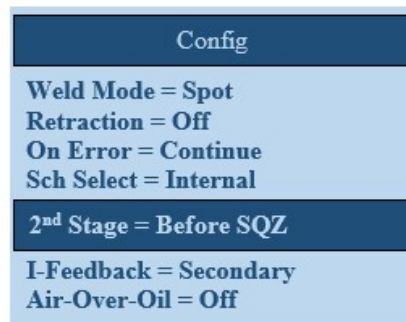 Config
Weld Mode = Spot
Retraction = Off
On Error = Continue
Sch Select = Internal
2nd Stage = Before SQZ
I-Feedback = Secondary
Air-Over-Oil = Off